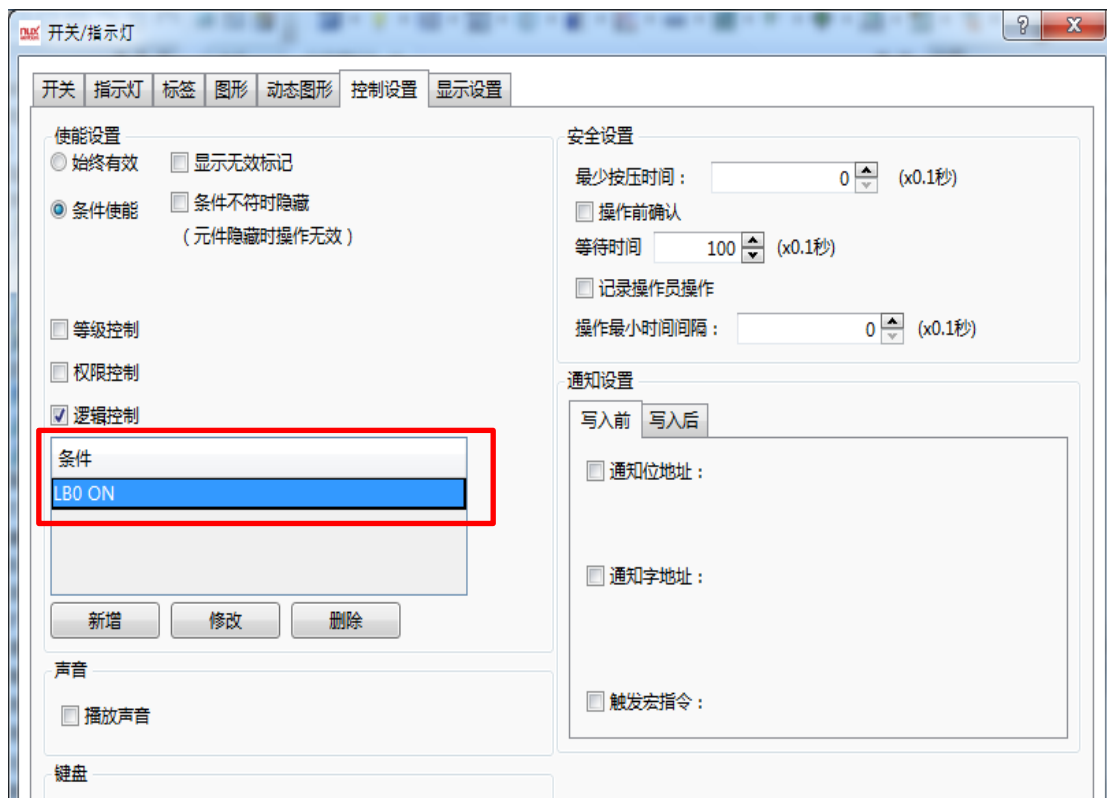 nux 开关/指示灯
开关 指示灯 标签 图形 动态图形 控制设置 显示设置
使能设置
始终有效 显示无效标记
条件使能 条件不符时隐藏
(元件隐藏时操作无效)
等级控制
权限控制
逻辑控制
条件
LB0 ON
新增 修改 删除
声音
播放声音
键盘
安全设置
最少按压时间: 0 (x0.1秒)
操作前确认
等待时间 100 (x0.1秒)
记录操作员操作
操作最小时间间隔: 0 (x0.1秒)
通知设置
写入前 写入后
通知位地址:
通知字地址:
触发宏指令: